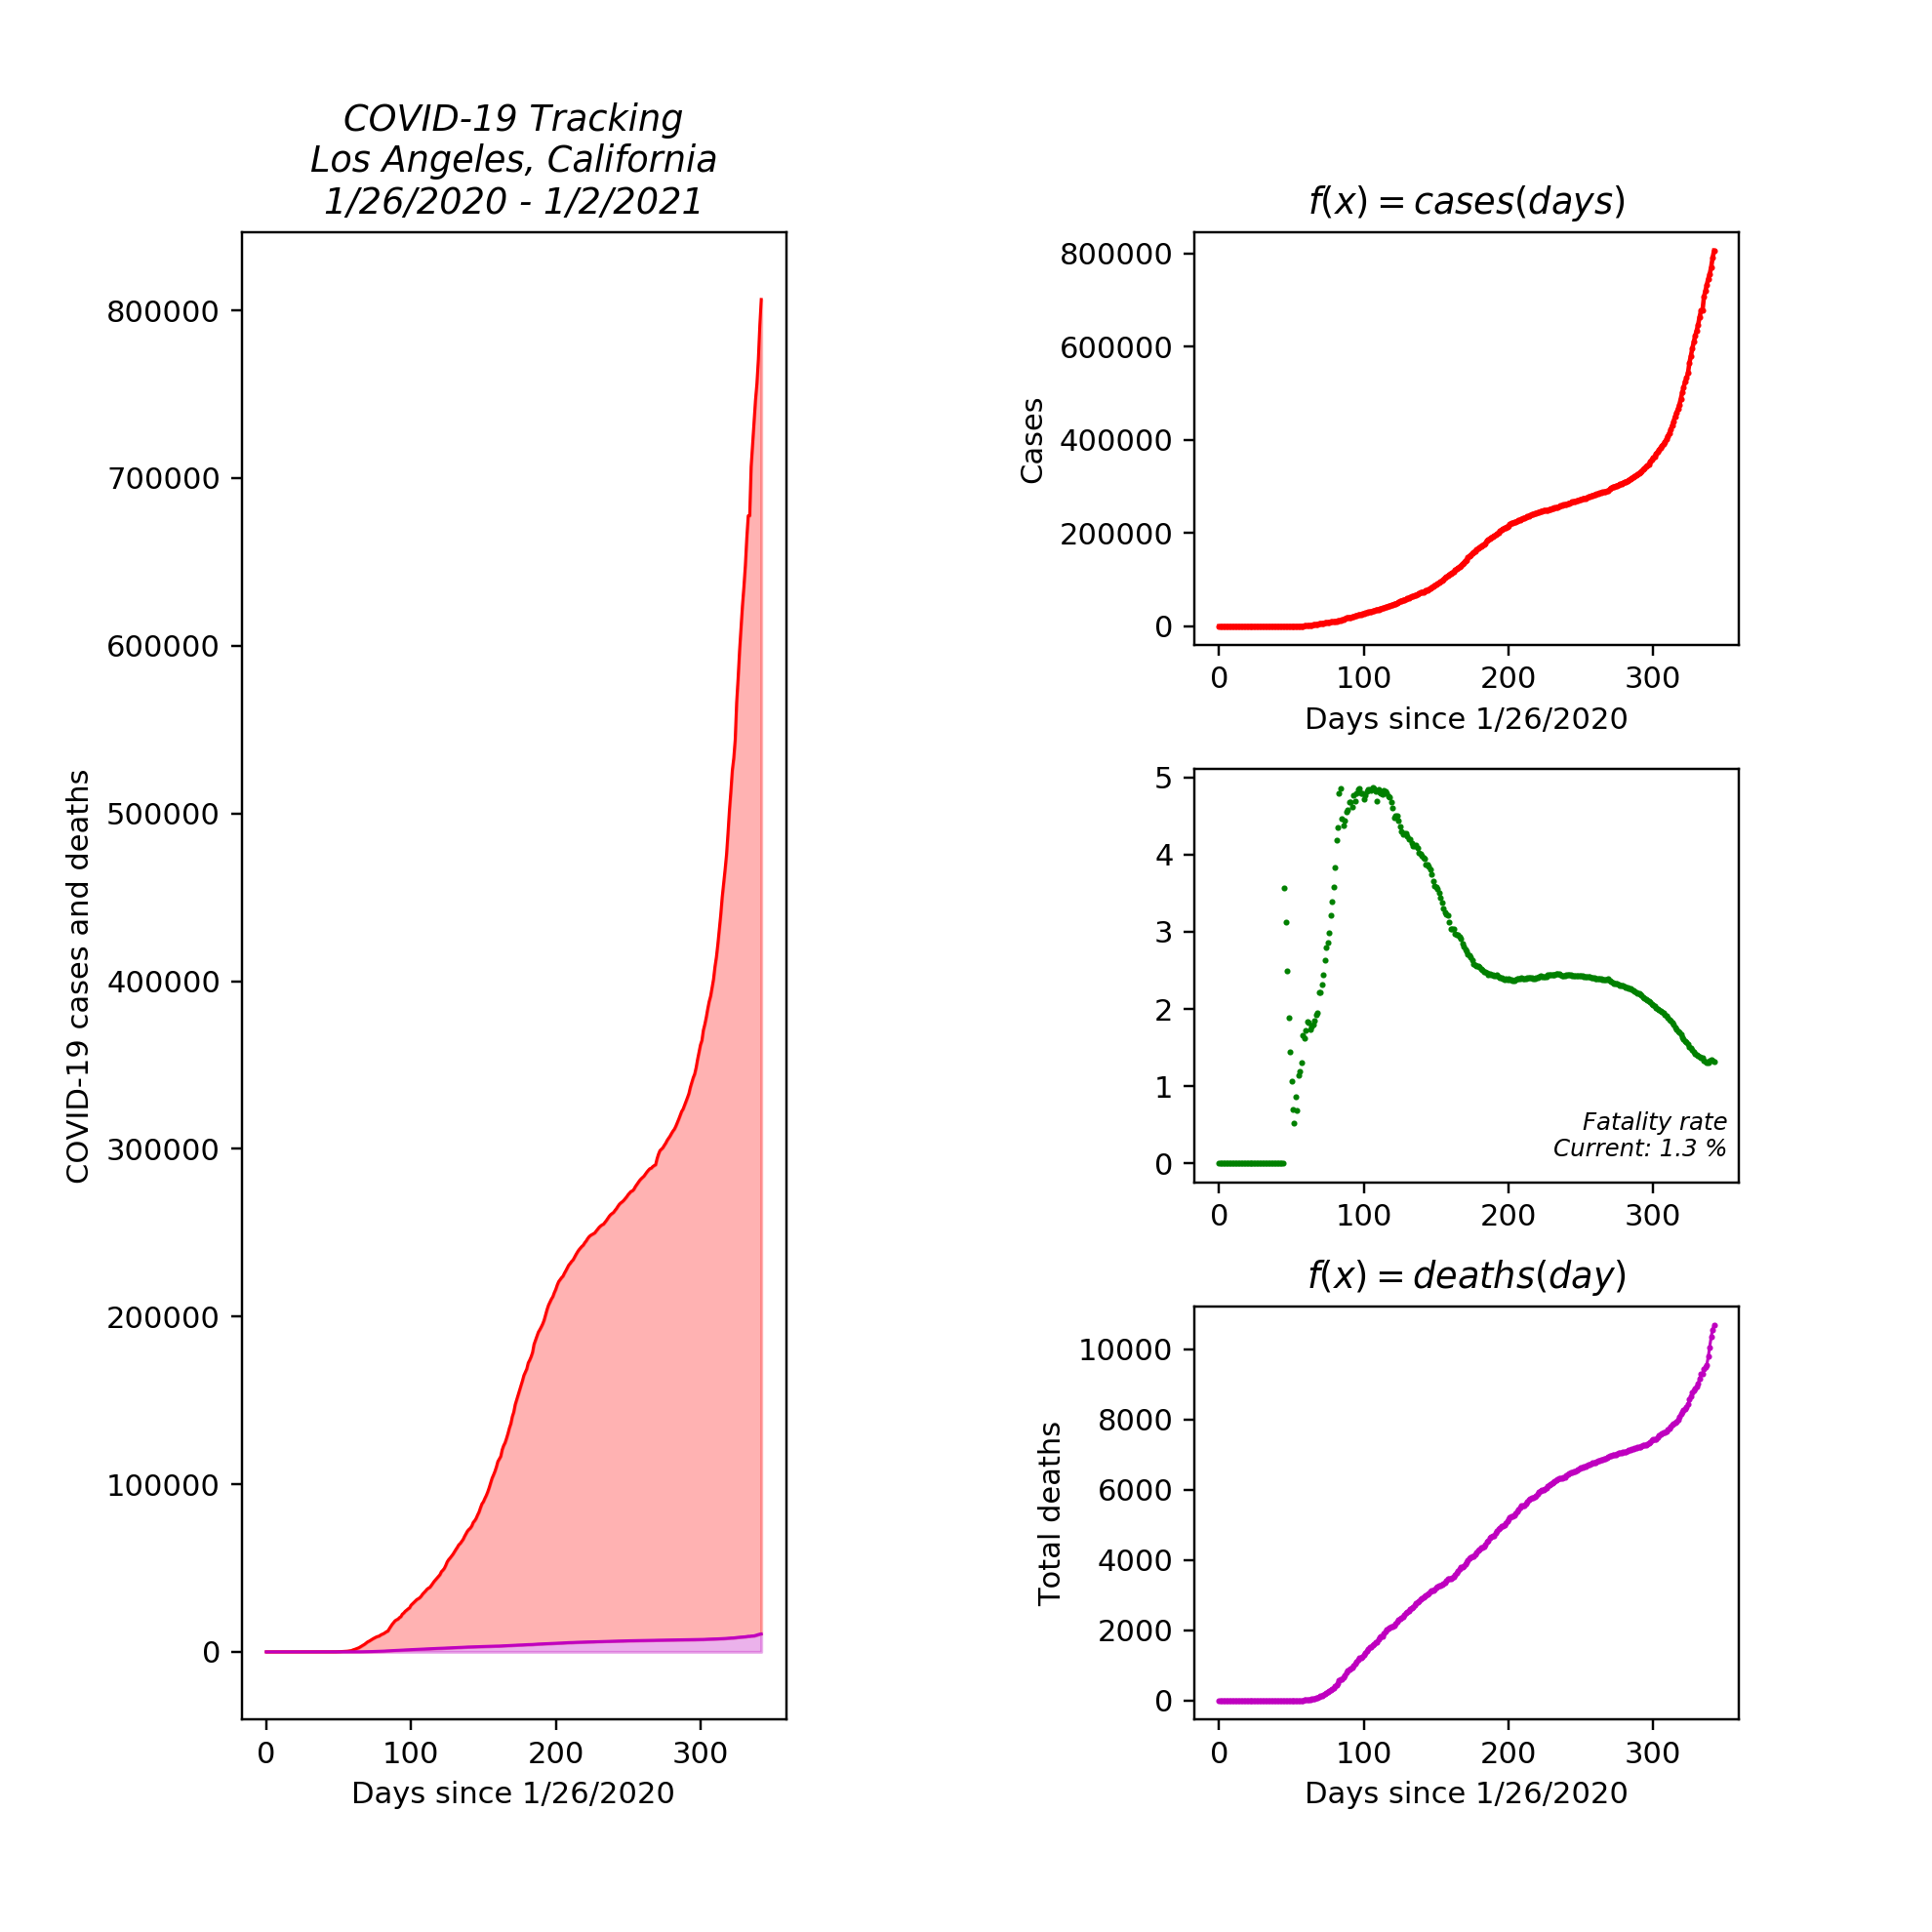 COVID-19 Tracking
Los Angeles, California
1/26/2020 - 1/2/2021
800000
700000
600000
500000
400000
300000
200000
100000
0
COVID-19 cases and deaths
0 100 200 300
Days since 1/26/2020
f(x) = cases(days)
800000
600000
400000
200000
0
Cases
0 100 200 300
Days since 1/26/2020
5
4
3
2
1
0
Fatality rate
Current: 1.3 %
0 100 200 300
f(x) = deaths(day)
10000
8000
6000
4000
2000
0
Total deaths
0 100 200 300
Days since 1/26/2020